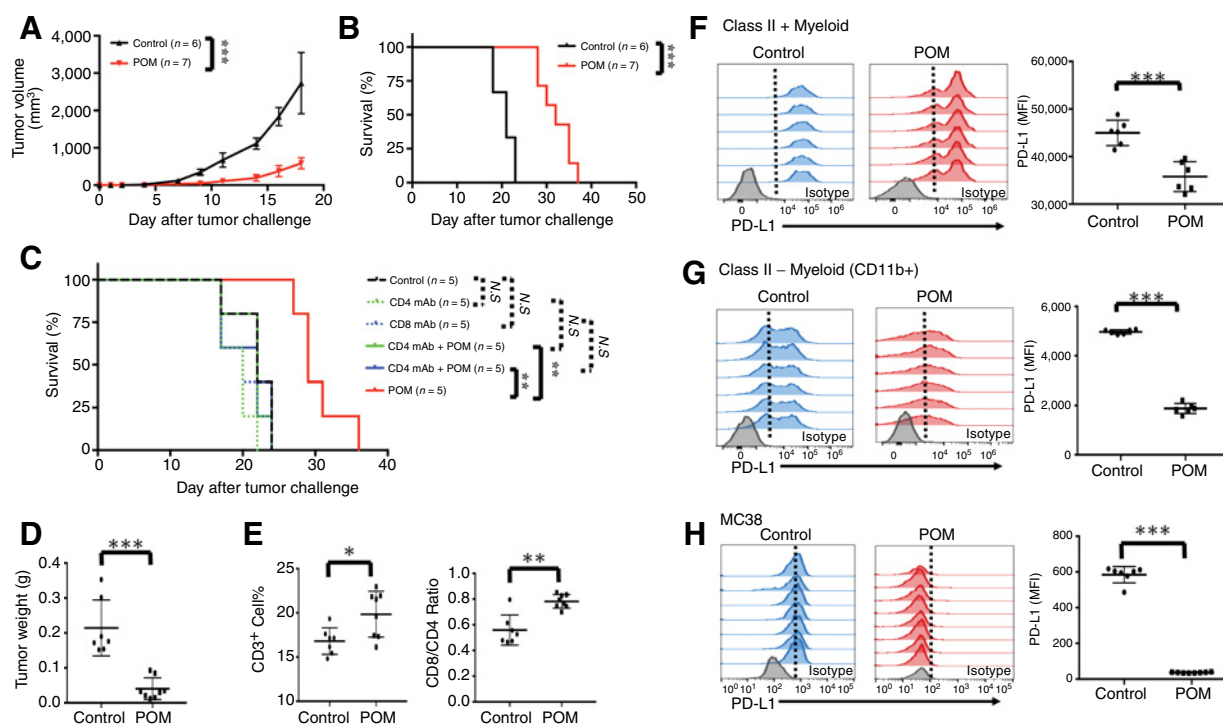 A
Tumor volume
(mm³)
4,000
3,000
2,000
1,000
0
0
5
10
15
20
Day after tumor challenge
Control (n = 6)
POM (n = 7)
***
B
Survival (%)
100
75
50
25
0
0
10
20
30
40
50
Day after tumor challenge
Control (n = 6)
POM (n = 7)
***
C
Survival (%)
100
75
50
25
0
0
10
20
30
40
Day after tumor challenge
Control (n = 5)
CD4 mAb (n = 5)
CD8 mAb (n = 5)
CD4 mAb + POM (n = 5)
CD4 mAb + POM (n = 5)
POM (n = 5)
N.S
N.S
N.S
N.S
**
**
D
Tumor weight (g)
0.4
0.3
0.2
0.1
0.0
***
Control POM
E
CD3⁺ Cell%
25
20
15
10
*
Control POM
CD8/CD4 Ratio
1.0
0.8
0.6
0.4
0.2
0.0
**
Control POM
F Class II + Myeloid
Control
POM
Isotype
Isotype
0 10⁴ 10⁵ 10⁶
0 10⁴ 10⁵ 10⁶
PD-L1
PD-L1 (MFI)
60,000
50,000
40,000
30,000
***
Control POM
G Class II – Myeloid (CD11b+)
Control
POM
Isotype
Isotype
0 10⁴ 10⁵ 10⁶
0 10⁴ 10⁵ 10⁶
PD-L1
PD-L1 (MFI)
6,000
4,000
2,000
0
***
Control POM
H MC38
Control
POM
Isotype
Isotype
10⁰ 10¹ 10² 10³ 10⁴
10⁰ 10¹ 10² 10³ 10⁴
PD-L1
PD-L1 (MFI)
800
600
400
200
0
***
Control POM